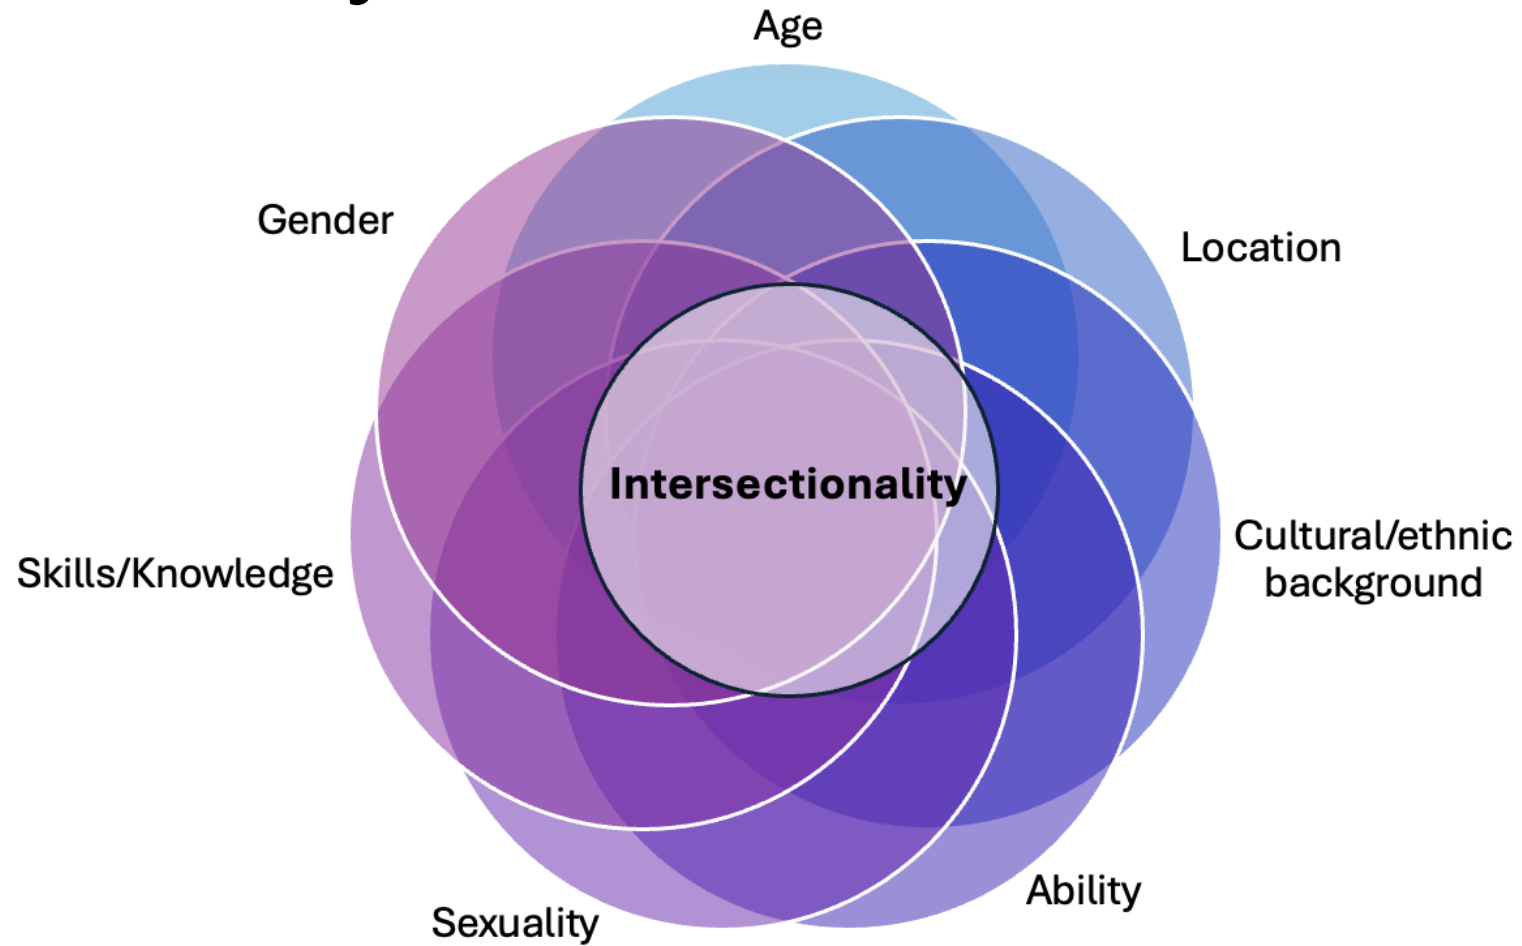 Age
Gender
Location
Intersectionality
Cultural/ethnic
background
Skills/Knowledge
Ability
Sexuality